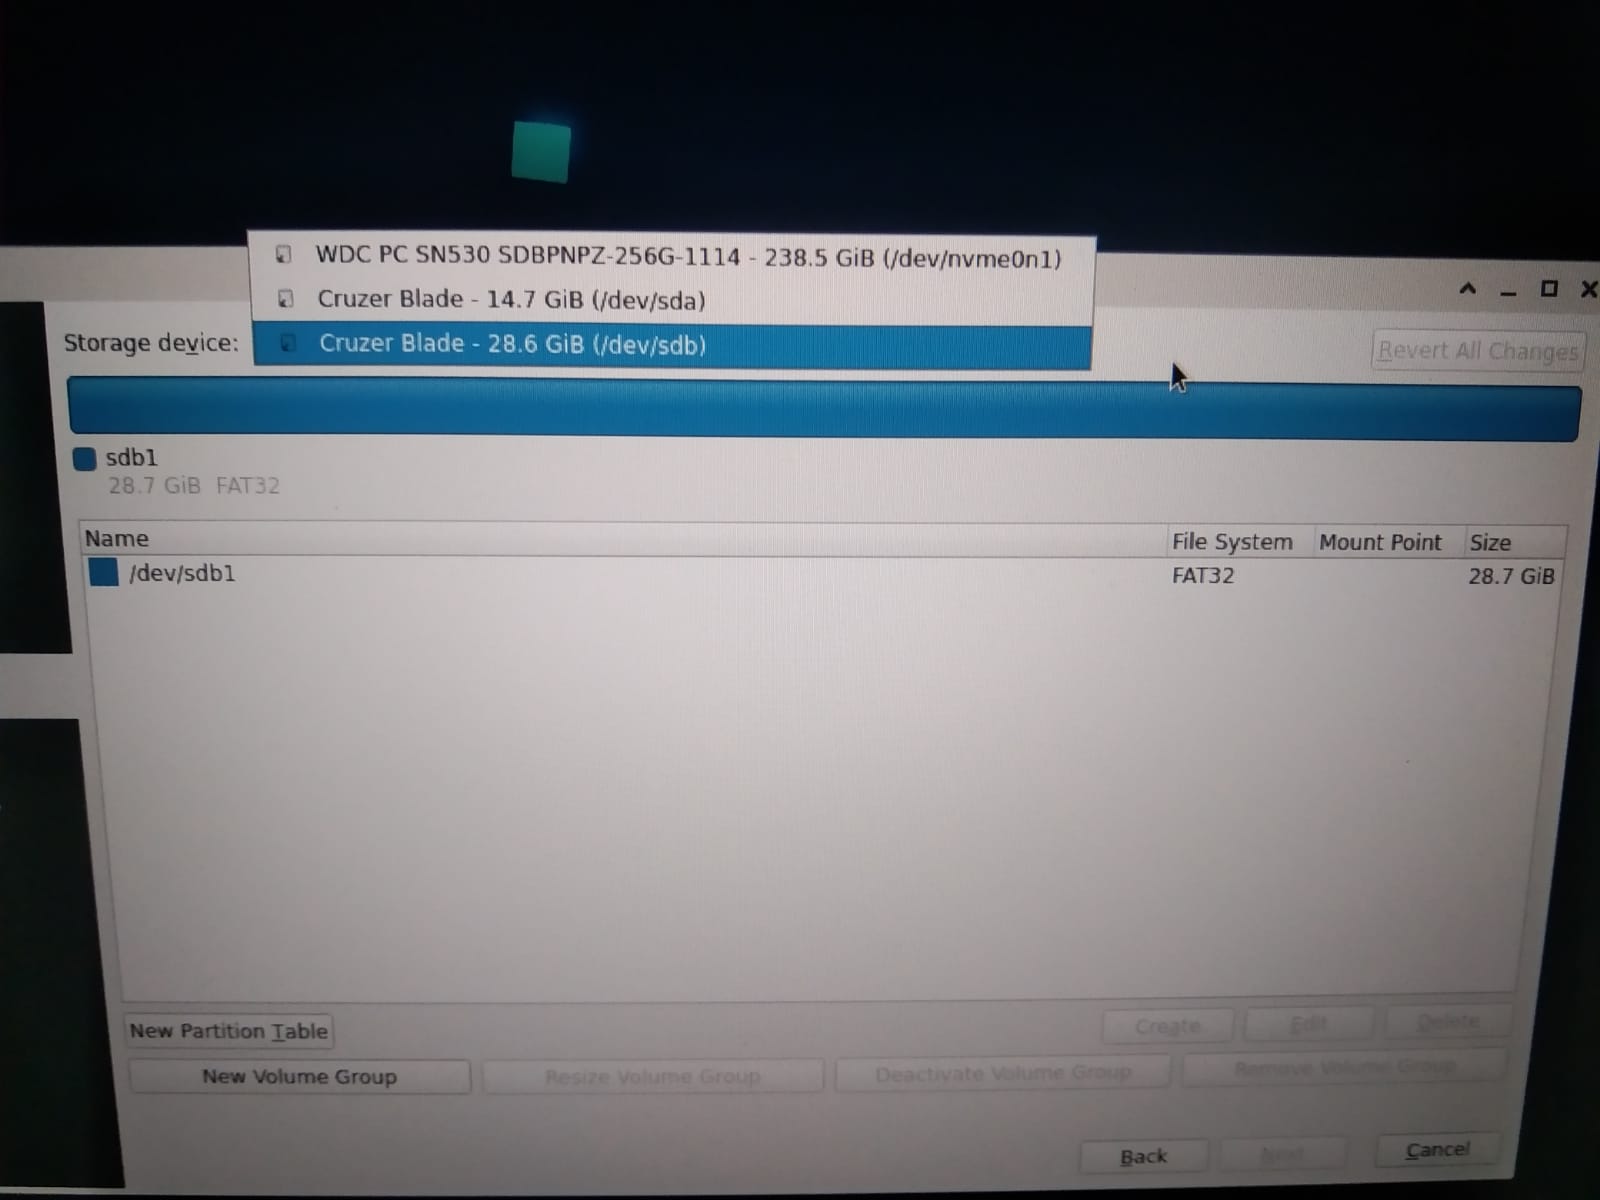 WDC PC SN530 SDBPNPZ-256G-1114 - 238.5 GiB (/dev/nvme0n1)
Cruzer Blade - 14.7 GiB (/dev/sda)
Storage device: Cruzer Blade - 28.6 GiB (/dev/sdb)
Revert All Changes
sdb1
28.7 GiB FAT32
Name File System Mount Point Size
/dev/sdb1 FAT32 28.7 GiB
New Partition Table Create Edit Delete
New Volume Group Resize Volume Group Deactivate Volume Group Remove Volume Group
Back Next Cancel